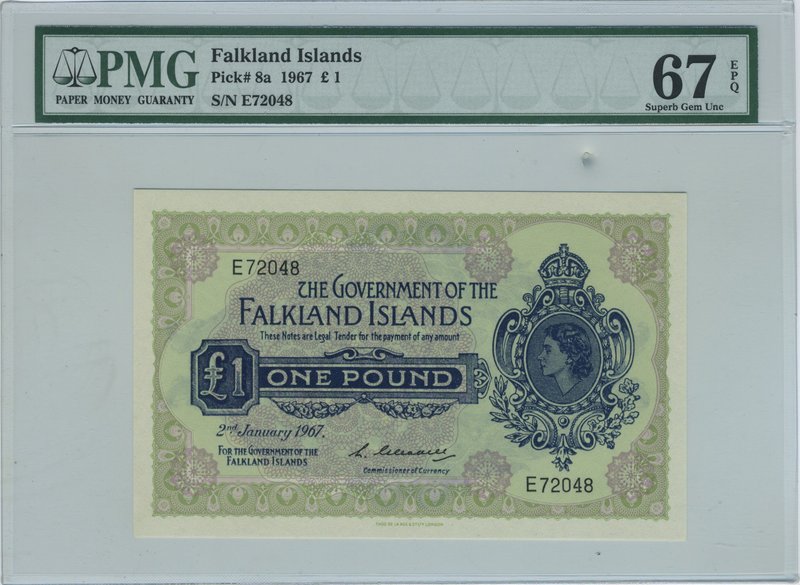 PMG
PAPER MONEY GUARANTY
Falkland Islands
Pick# 8a 1967 £ 1
S/N E72048
67 EPQ
Superb Gem Unc
E72048
THE GOVERNMENT OF THE
FALKLAND ISLANDS
These Notes are Legal Tender for the payment of any amount
£1
ONE POUND
2nd January 1967.
FOR THE GOVERNMENT OF THE
FALKLAND ISLANDS
Commissioner of Currency
E72048